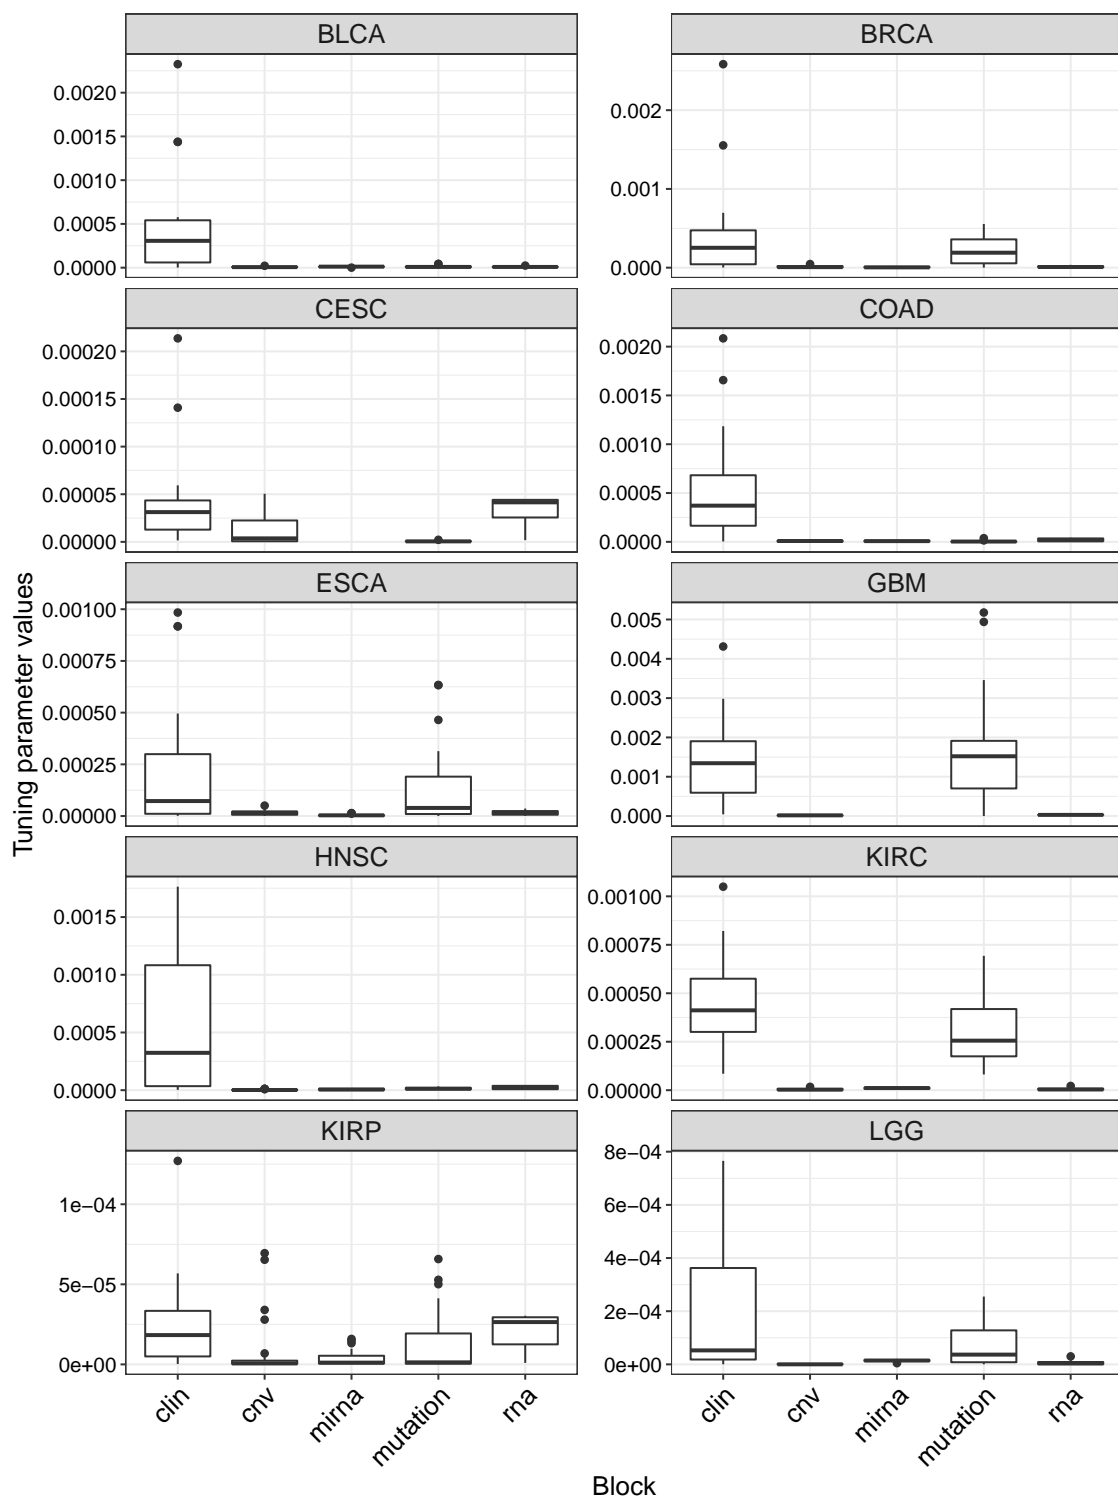 BLCA
0.0020
0.0015
0.0010
0.0005
0.0000
BRCA
0.002
0.001
0.000
CESC
0.00020
0.00015
0.00010
0.00005
0.00000
COAD
0.0020
0.0015
0.0010
0.0005
0.0000
ESCA
0.00100
0.00075
0.00050
0.00025
0.00000
GBM
0.005
0.004
0.003
0.002
0.001
0.000
HNSC
0.0015
0.0010
0.0005
0.0000
KIRC
0.00100
0.00075
0.00050
0.00025
0.00000
KIRP
1e−04
5e−05
0e+00
LGG
8e−04
6e−04
4e−04
2e−04
0e+00
clin
cnv
mirna
mutation
rna
clin
cnv
mirna
mutation
rna
Tuning parameter values
Block